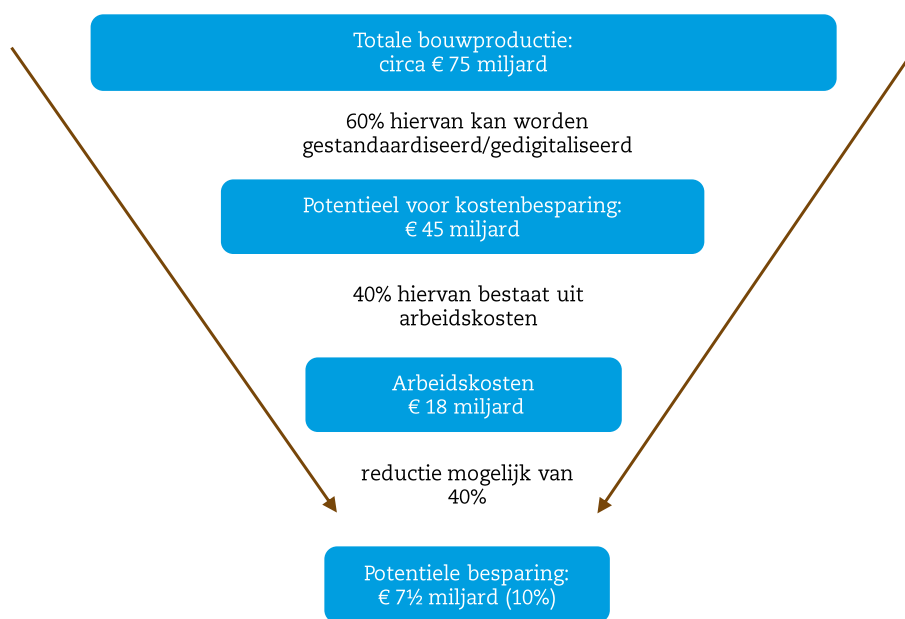 Totale bouwproductie:
circa € 75 miljard
60% hiervan kan worden
gestandaardiseerd/gedigitaliseerd
Potentieel voor kostenbesparing:
€ 45 miljard
40% hiervan bestaat uit
arbeidskosten
Arbeidskosten
€ 18 miljard
reductie mogelijk van
40%
Potentiele besparing:
€ 7½ miljard (10%)